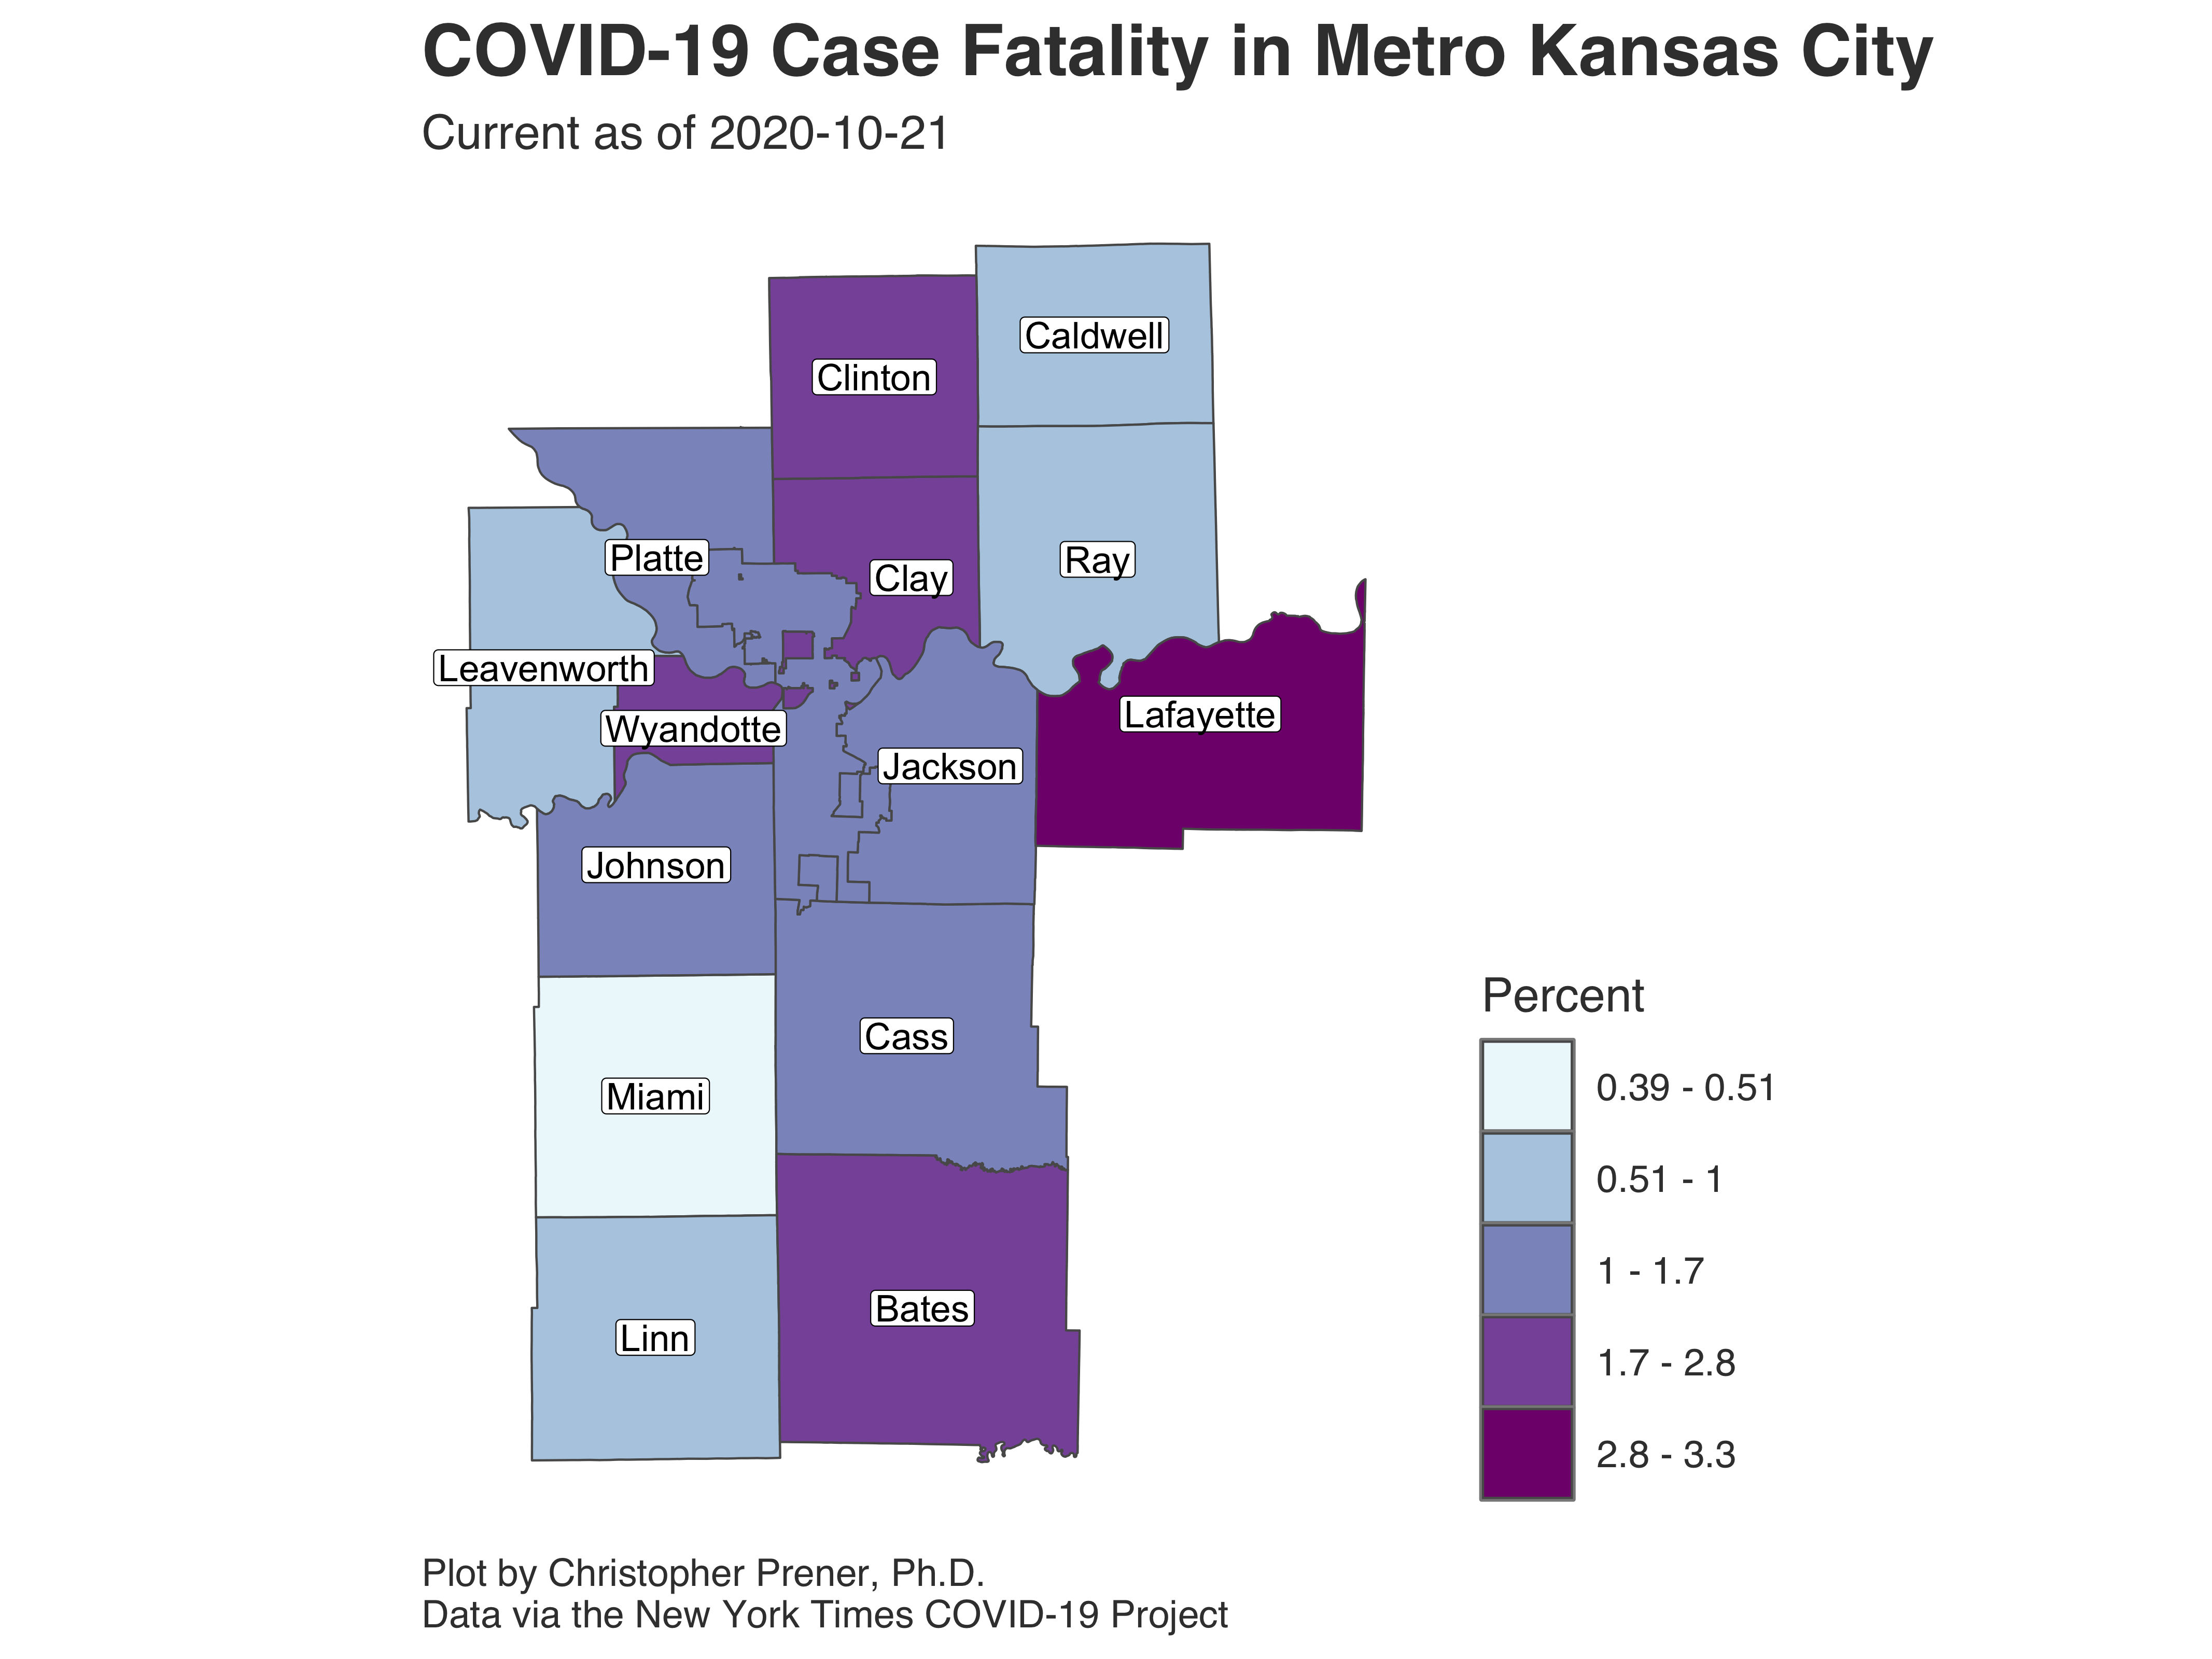 COVID-19 Case Fatality in Metro Kansas City
Current as of 2020-10-21
Caldwell
Clinton
Platte
Clay
Ray
Leavenworth
Lafayette
Wyandotte
Jackson
Johnson
Cass
Miami
Bates
Linn
Percent
0.39 - 0.51
0.51 - 1
1 - 1.7
1.7 - 2.8
2.8 - 3.3
Plot by Christopher Prener, Ph.D.
Data via the New York Times COVID-19 Project